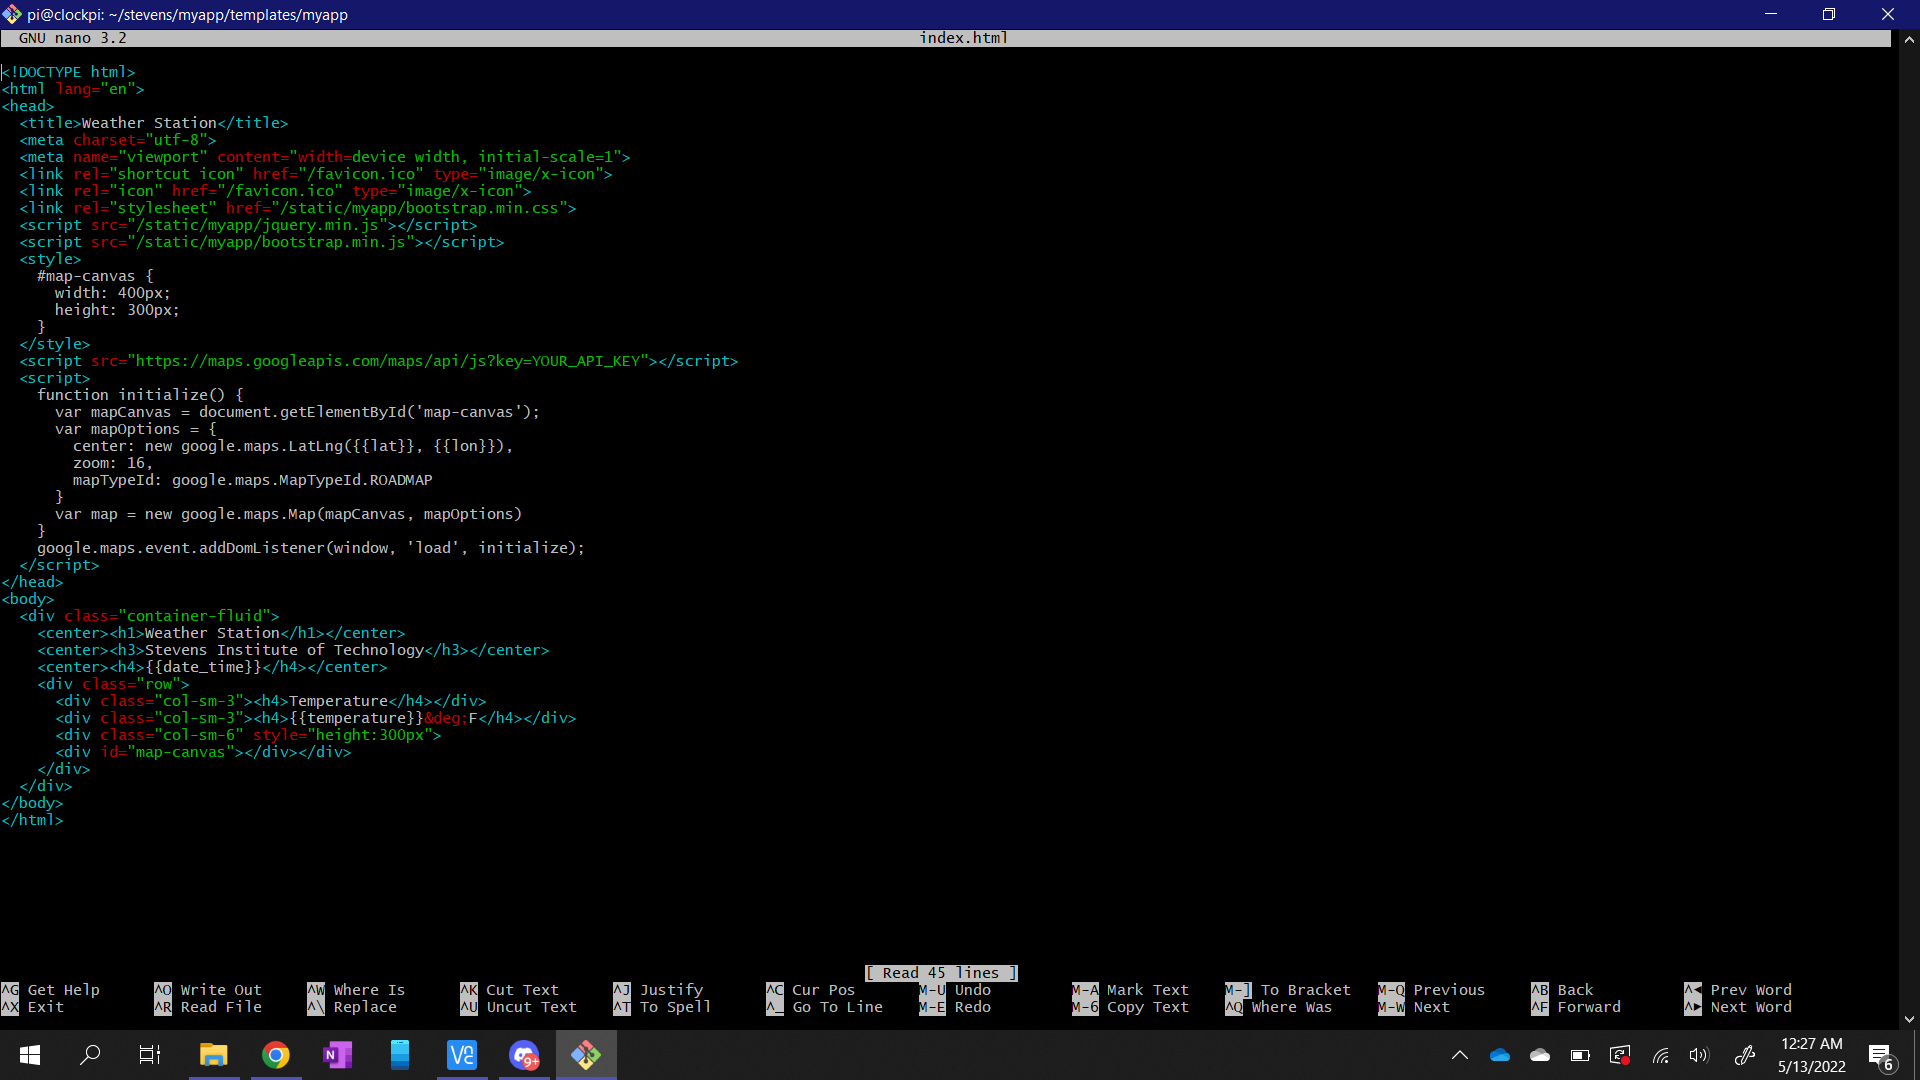 pi@clockpi: ~/stevens/myapp/templates/myapp
GNU nano 3.2 index.html
<!DOCTYPE html>
<html lang="en">
<head>
  <title>Weather Station</title>
  <meta charset="utf-8">
  <meta name="viewport" content="width=device width, initial-scale=1">
  <link rel="shortcut icon" href="/favicon.ico" type="image/x-icon">
  <link rel="icon" href="/favicon.ico" type="image/x-icon">
  <link rel="stylesheet" href="/static/myapp/bootstrap.min.css">
  <script src="/static/myapp/jquery.min.js"></script>
  <script src="/static/myapp/bootstrap.min.js"></script>
  <style>
    #map-canvas {
      width: 400px;
      height: 300px;
    }
  </style>
  <script src="https://maps.googleapis.com/maps/api/js?key=YOUR_API_KEY"></script>
  <script>
    function initialize() {
      var mapCanvas = document.getElementById('map-canvas');
      var mapOptions = {
        center: new google.maps.LatLng({{lat}}, {{lon}}),
        zoom: 16,
        mapTypeId: google.maps.MapTypeId.ROADMAP
      }
      var map = new google.maps.Map(mapCanvas, mapOptions)
    }
    google.maps.event.addDomListener(window, 'load', initialize);
  </script>
</head>
<body>
  <div class="container-fluid">
    <center><h1>Weather Station</h1></center>
    <center><h3>Stevens Institute of Technology</h3></center>
    <center><h4>{{date_time}}</h4></center>
    <div class="row">
      <div class="col-sm-3"><h4>Temperature</h4></div>
      <div class="col-sm-3"><h4>{{temperature}}&deg;F</h4></div>
      <div class="col-sm-6" style="height:300px">
      <div id="map-canvas"></div></div>
    </div>
  </div>
</body>
</html>
[ Read 45 lines ]
^G Get Help ^O Write Out ^W Where Is ^K Cut Text ^J Justify ^C Cur Pos M-U Undo M-A Mark Text M-] To Bracket M-Q Previous ^B Back ^◄ Prev Word
^X Exit ^R Read File ^\ Replace ^U Uncut Text ^T To Spell ^_ Go To Line M-E Redo M-6 Copy Text ^Q Where Was M-W Next ^F Forward ^► Next Word
N
VC
9+
12:27 AM
5/13/2022
6